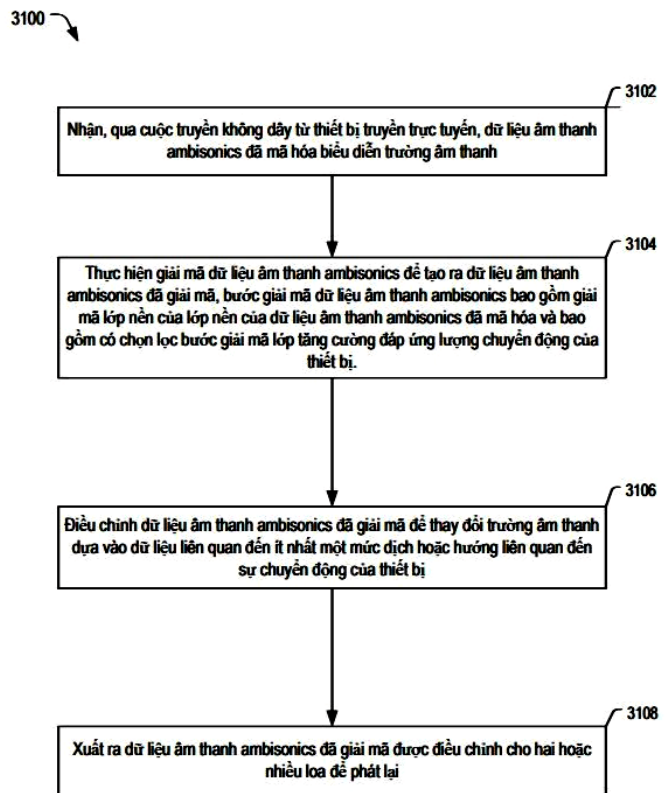 3100
3102
Nhận, qua cuộc truyền không dây từ thiết bị truyền trực tuyến, dữ liệu âm thanh
ambisonics đã mã hóa biểu diễn trường âm thanh
3104
Thực hiện giải mã dữ liệu âm thanh ambisonics để tạo ra dữ liệu âm thanh
ambisonics đã giải mã, bước giải mã dữ liệu âm thanh ambisonics bao gồm giải
mã lớp nền của lớp nền của dữ liệu âm thanh ambisonics đã mã hóa và bao
gồm có chọn lọc bước giải mã lớp tăng cường đáp ứng lượng chuyển động của
thiết bị.
3106
Điều chỉnh dữ liệu âm thanh ambisonics đã giải mã để thay đổi trường âm thanh
dựa vào dữ liệu liên quan đến ít nhất một mức dịch hoặc hướng liên quan đến
sự chuyển động của thiết bị
3108
Xuất ra dữ liệu âm thanh ambisonics đã giải mã được điều chỉnh cho hai hoặc
nhiều loa để phát lại